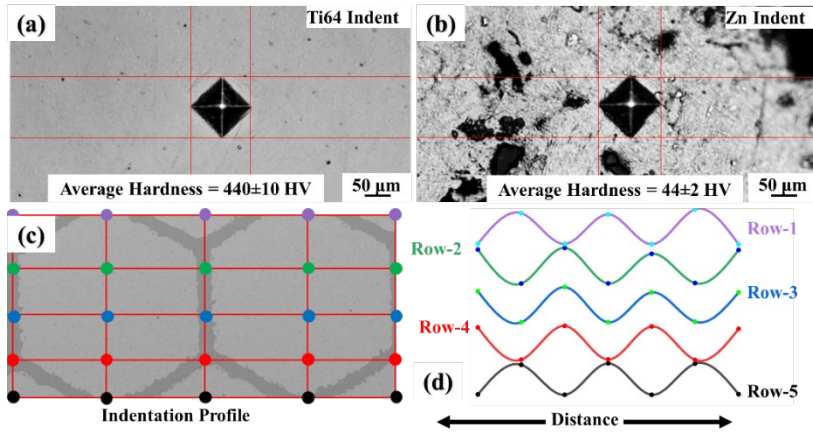 (a)
Ti64 Indent
Average Hardness = 440±10 HV
50 µm
(b)
Zn Indent
Average Hardness = 44±2 HV
50 µm
(c)
Indentation Profile
Row-1
Row-2
Row-3
Row-4
Row-5
(d)
Distance